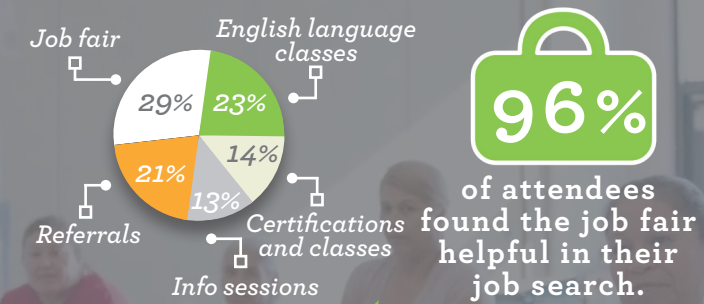 Job fair
English language
classes
29%
23%
14%
21%
13%
Referrals
Certifications
and classes
Info sessions
96%
of attendees
found the job fair
helpful in their
job search.